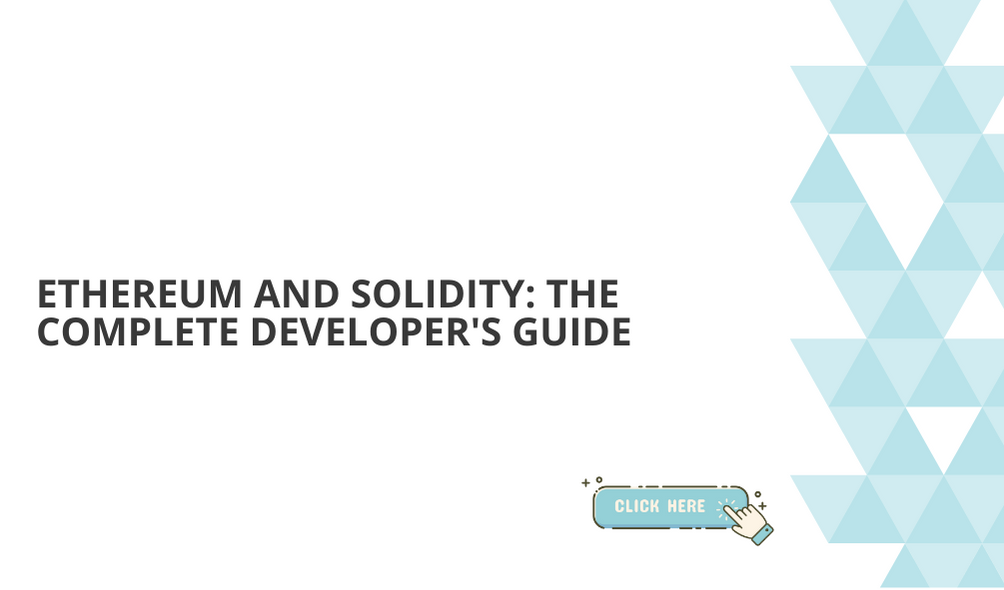 ETHEREUM AND SOLIDITY: THE
COMPLETE DEVELOPER'S GUIDE
CLICK HERE